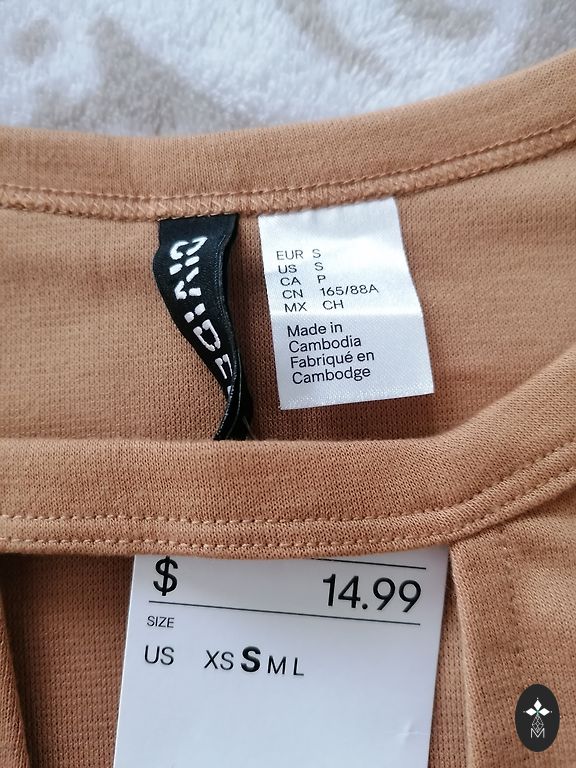 DIVIDE
EUR S
US S
CA P
CN 165/88A
MX CH
Made in
Cambodia
Fabriqué en
Cambodge
$ 14.99
SIZE
US XS S M L
M